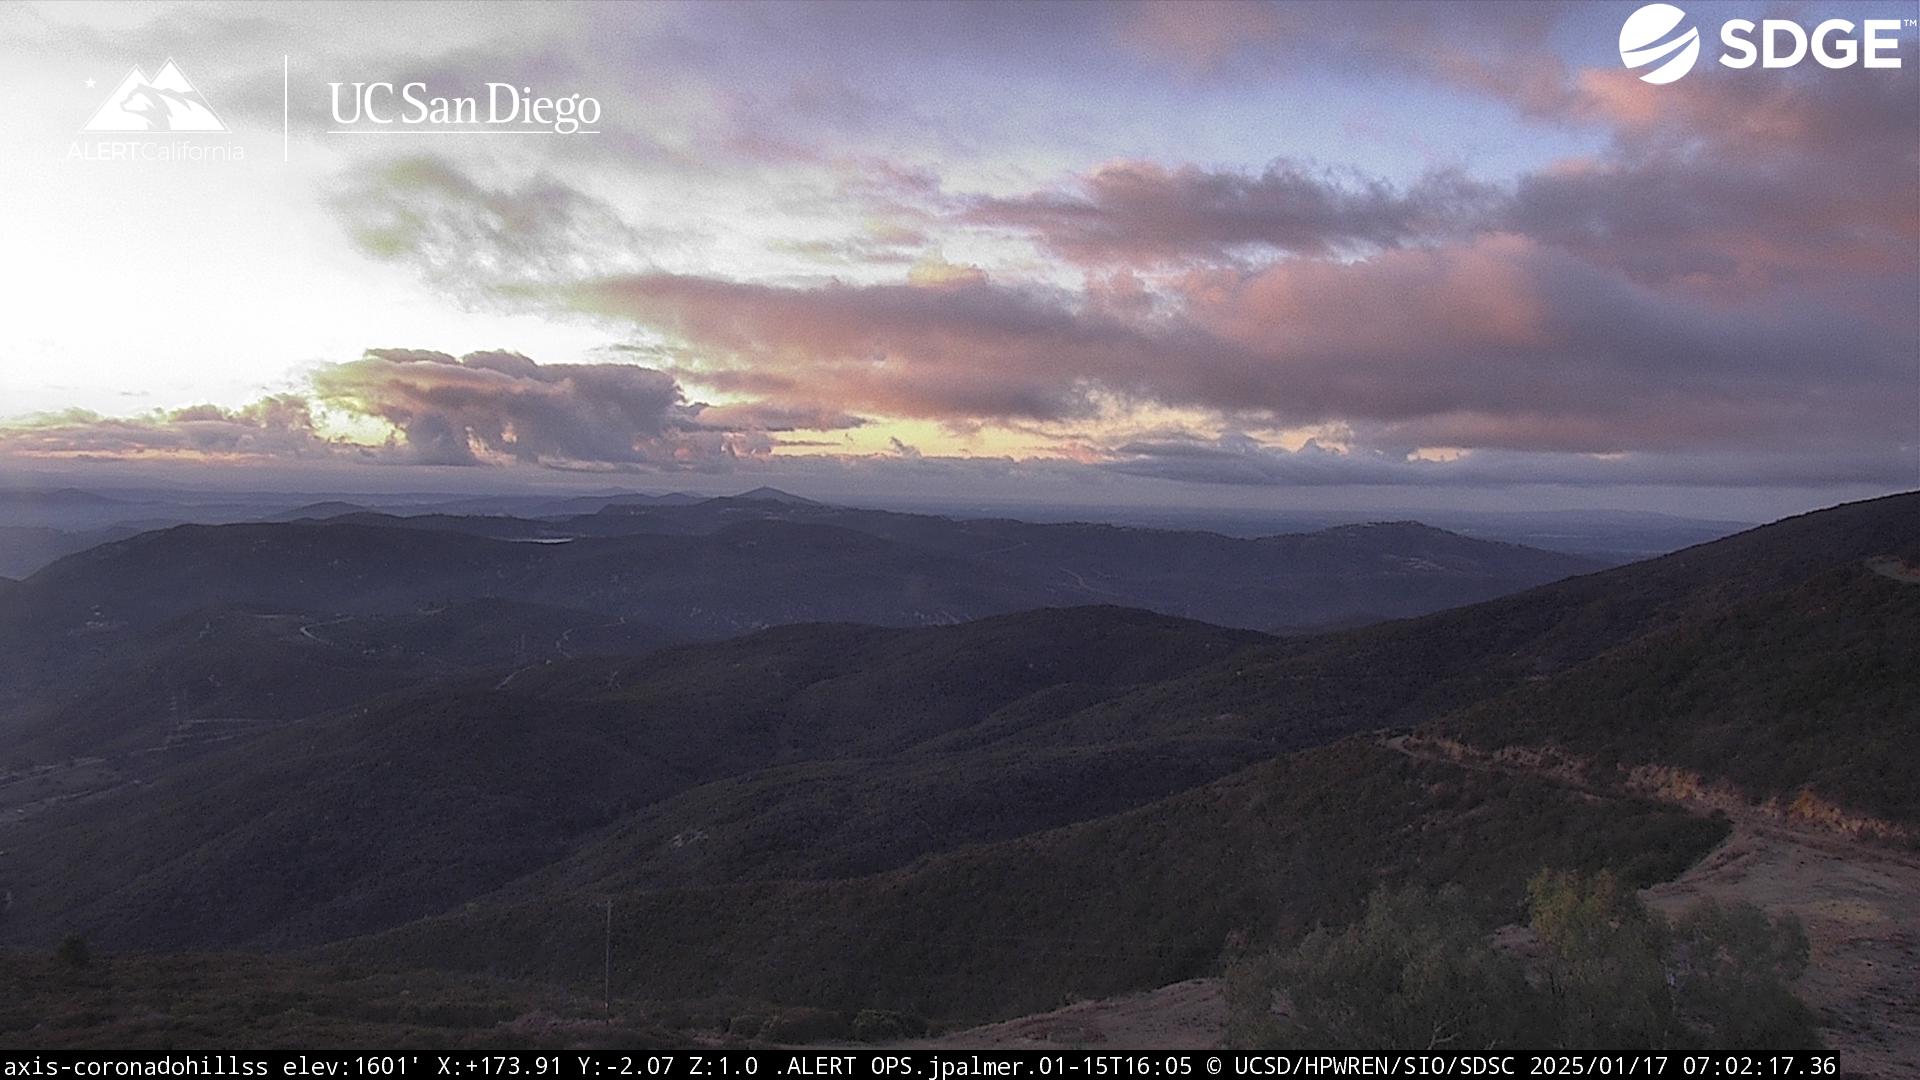 ALERTCalifornia
UC San Diego
SDGE™
axis-coronadohillss elev:1601' X:+173.91 Y:-2.07 Z:1.0 .ALERT OPS.jpalmer.01-15T16:05 © UCSD/HPWREN/SIO/SDSC 2025/01/17 07:02:17.36